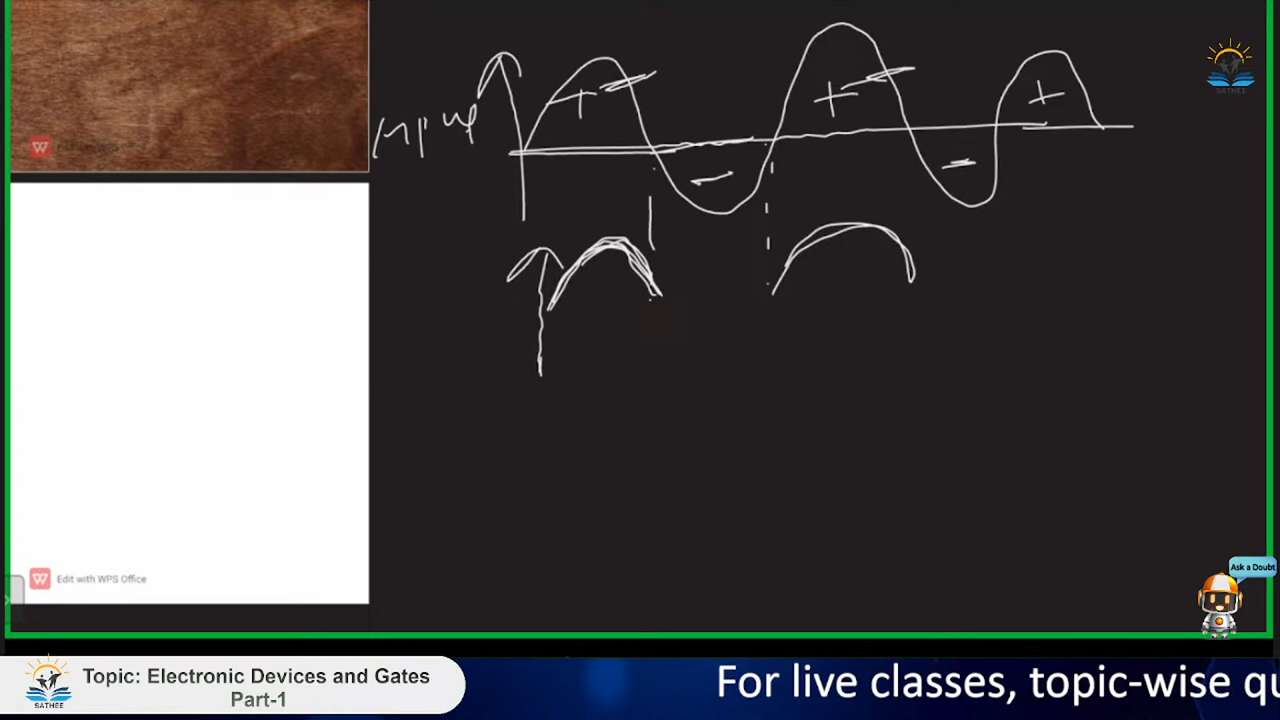 +
+
+
-
-
SATHEE
Edit with WPS Office
Ask a Doubt
Topic: Electronic Devices and Gates
Part-1
SATHEE
For live classes, topic-wise qu